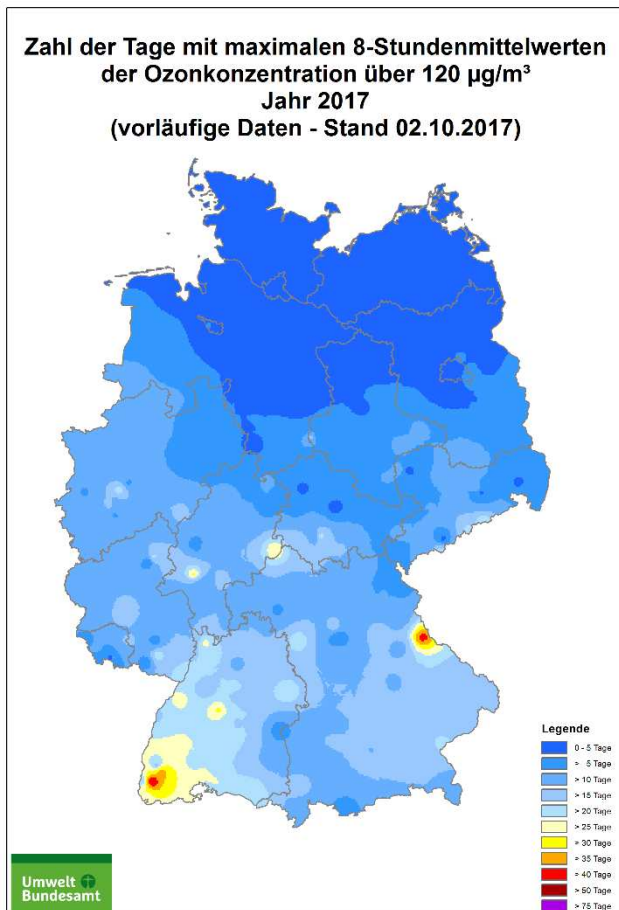 Zahl der Tage mit maximalen 8-Stundenmittelwerten
der Ozonkonzentration über 120 µg/m³
Jahr 2017
(vorläufige Daten - Stand 02.10.2017)
Legende
0 - 5 Tage
> 5 Tage
> 10 Tage
> 15 Tage
> 20 Tage
> 25 Tage
> 30 Tage
> 35 Tage
> 40 Tage
> 50 Tage
> 75 Tage
Umwelt
Bundesamt